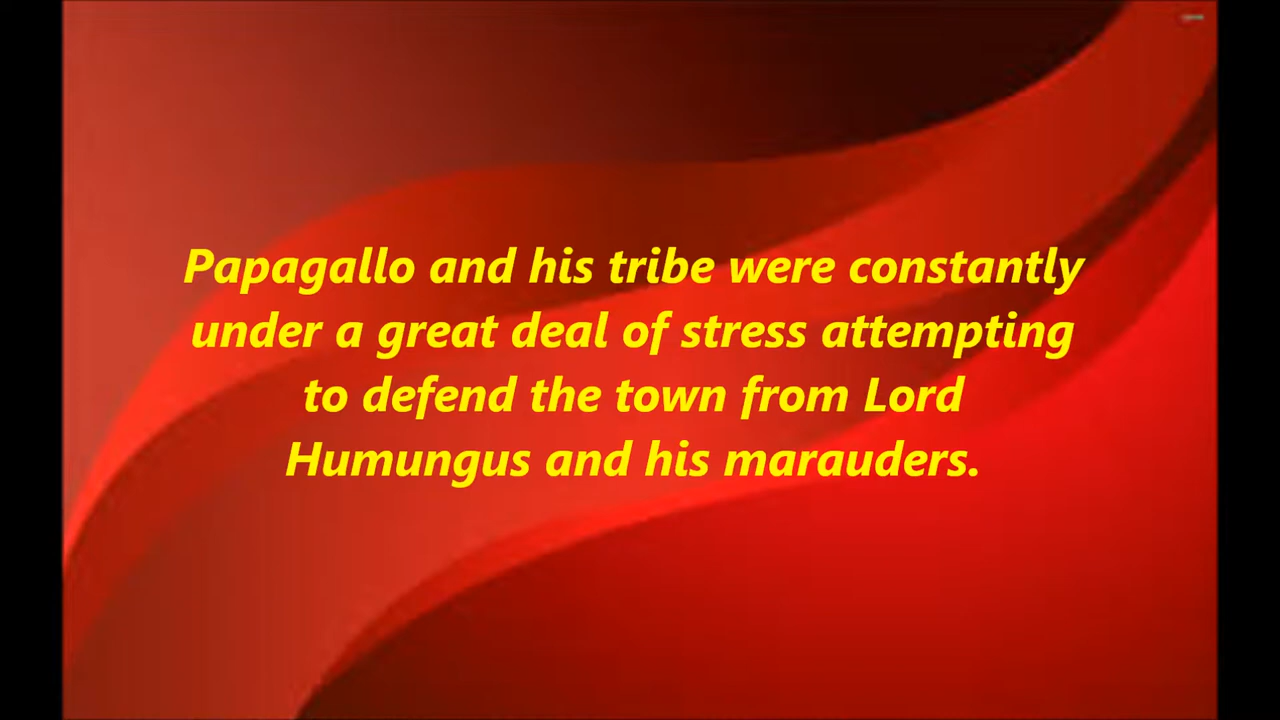 Papagallo and his tribe were constantly
under a great deal of stress attempting
to defend the town from Lord
Humungus and his marauders.